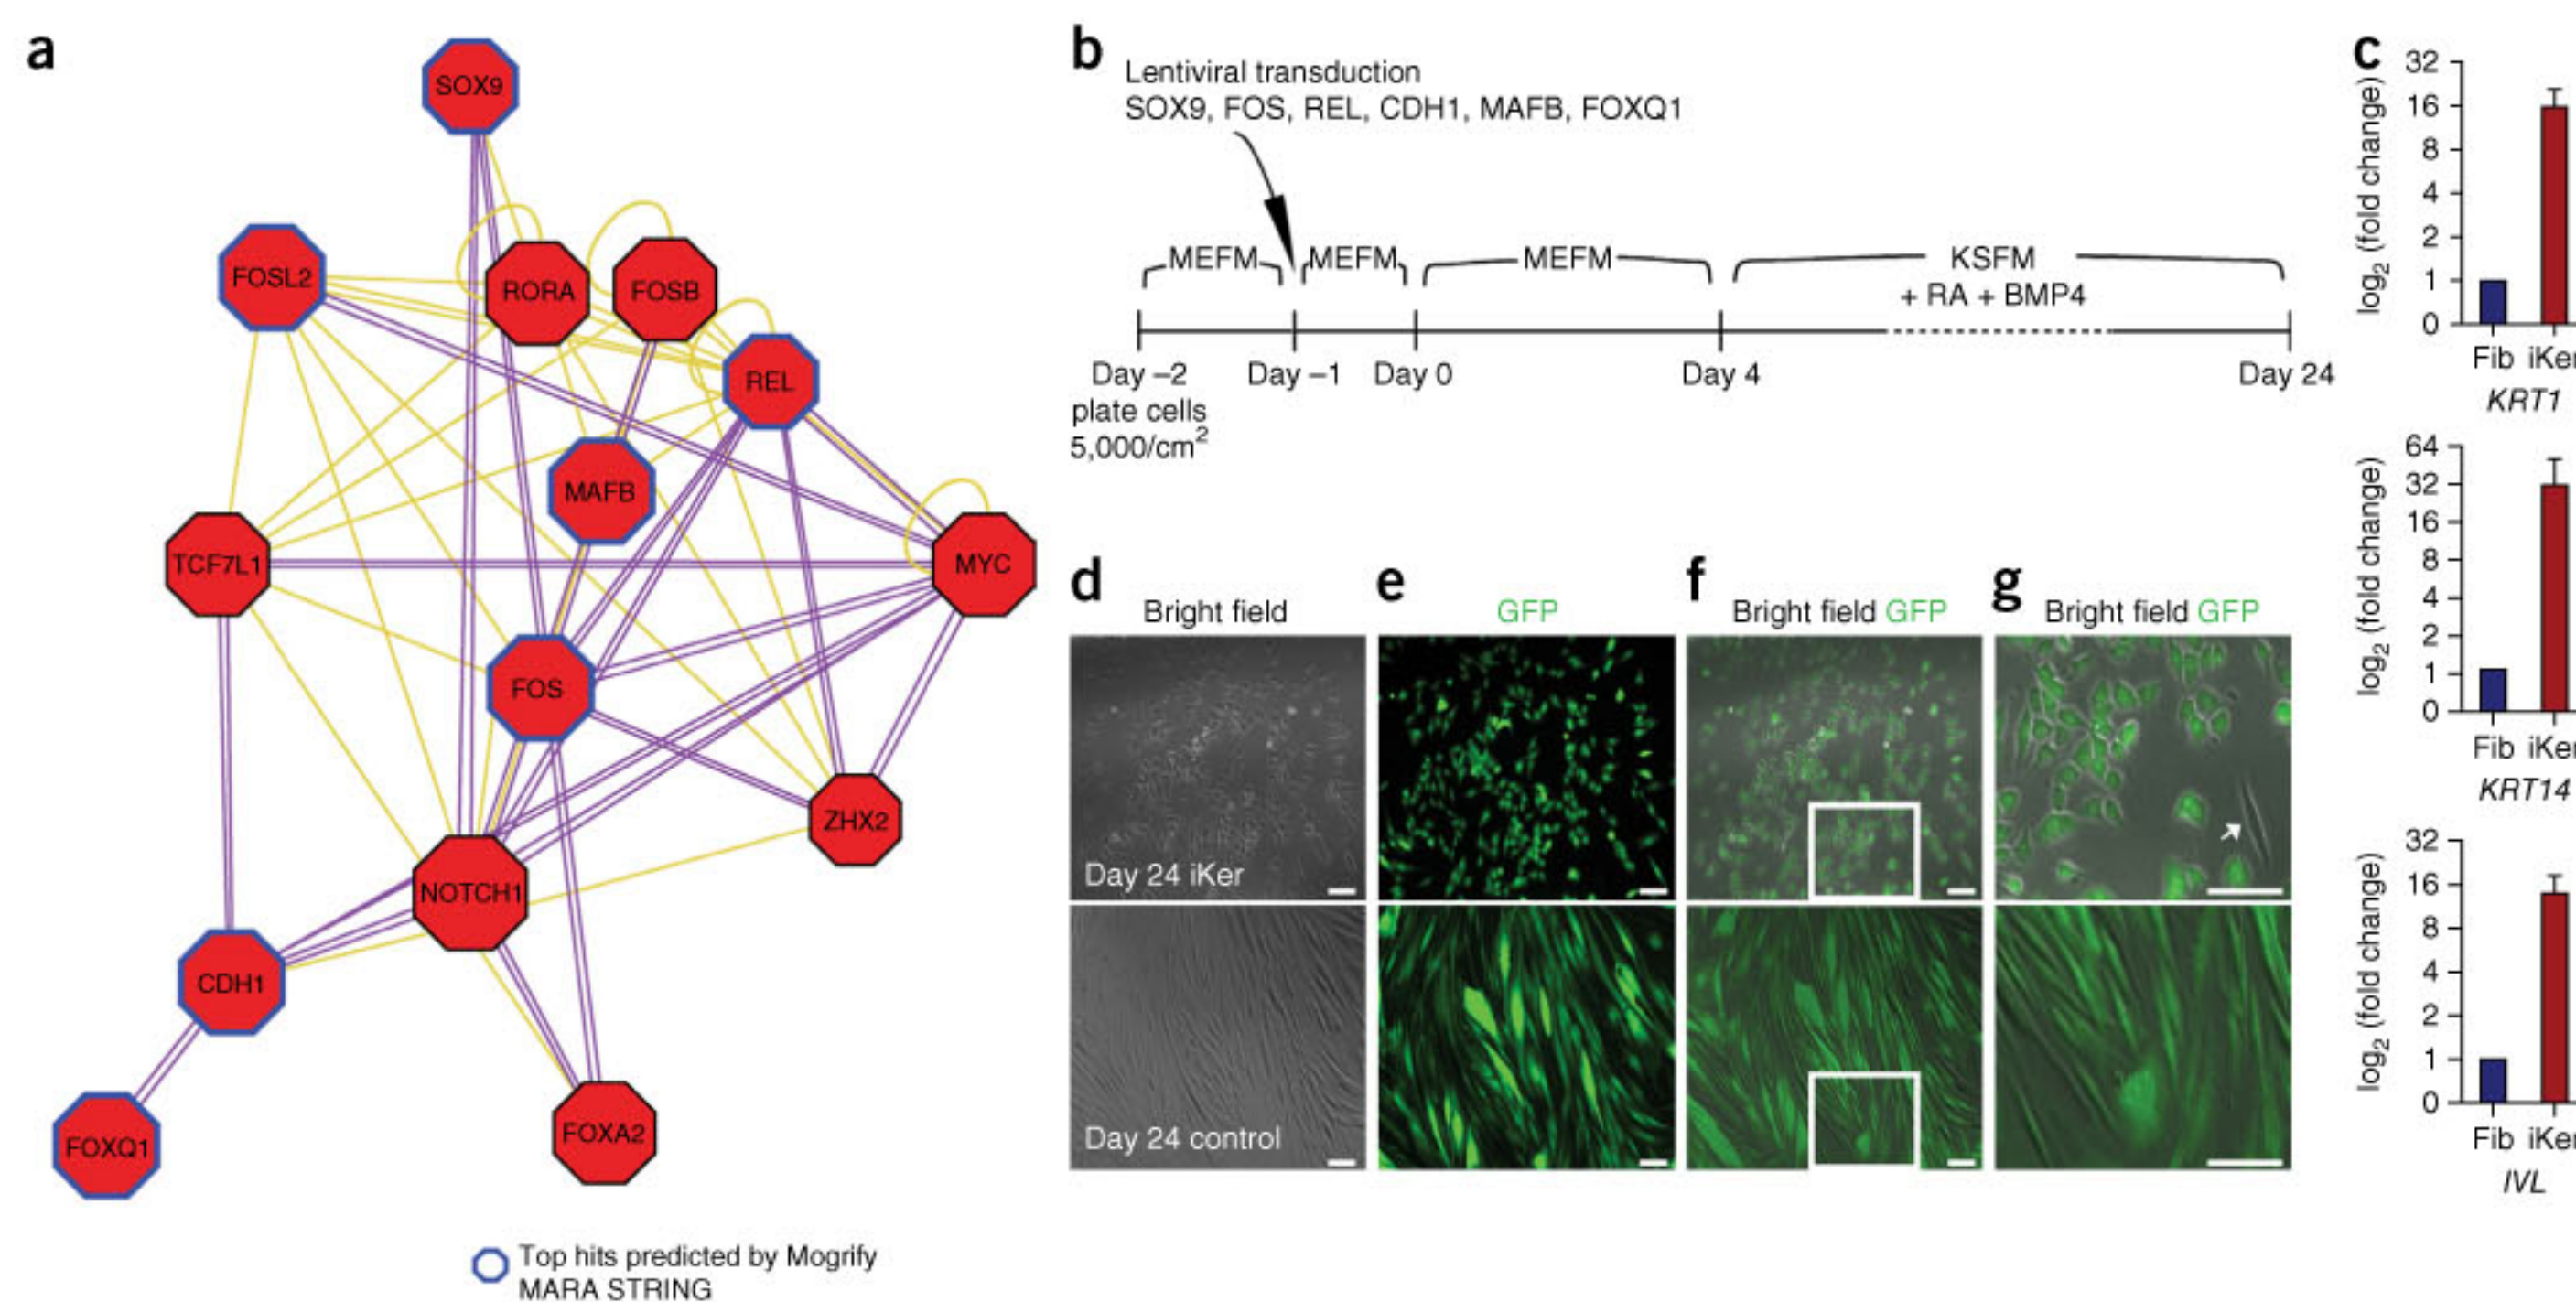 a
SOX9
FOSL2
RORA
FOSB
REL
MAFB
TCF7L1
MYC
FOS
ZHX2
NOTCH1
CDH1
FOXQ1
FOXA2
Top hits predicted by Mogrify
MARA STRING
b
Lentiviral transduction
SOX9, FOS, REL, CDH1, MAFB, FOXQ1
MEFM MEFM MEFM KSFM
+ RA + BMP4
Day –2 Day –1 Day 0 Day 4 Day 24
plate cells
5,000/cm2
c
log2 (fold change)
32
16
8
4
2
1
0
Fib iKer
KRT1
log2 (fold change)
64
32
16
8
4
2
1
0
Fib iKer
KRT14
log2 (fold change)
32
16
8
4
2
1
0
Fib iKer
IVL
d
Bright field
e
GFP
f
Bright field GFP
g
Bright field GFP
Day 24 iKer
Day 24 control